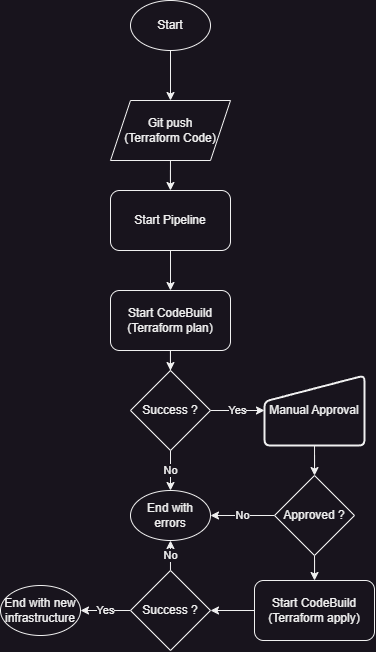 Start
Git push
(Terraform Code)
Start Pipeline
Start CodeBuild
(Terraform plan)
Success ?
Yes
Manual Approval
No
End with
errors
No
Approved ?
No
End with new
infrastructure
Yes
Success ?
Start CodeBuild
(Terraform apply)